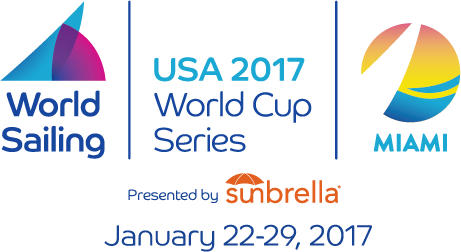 World
Sailing
USA 2017
World Cup
Series
MIAMI
Presented by sunbrella®
January 22-29, 2017